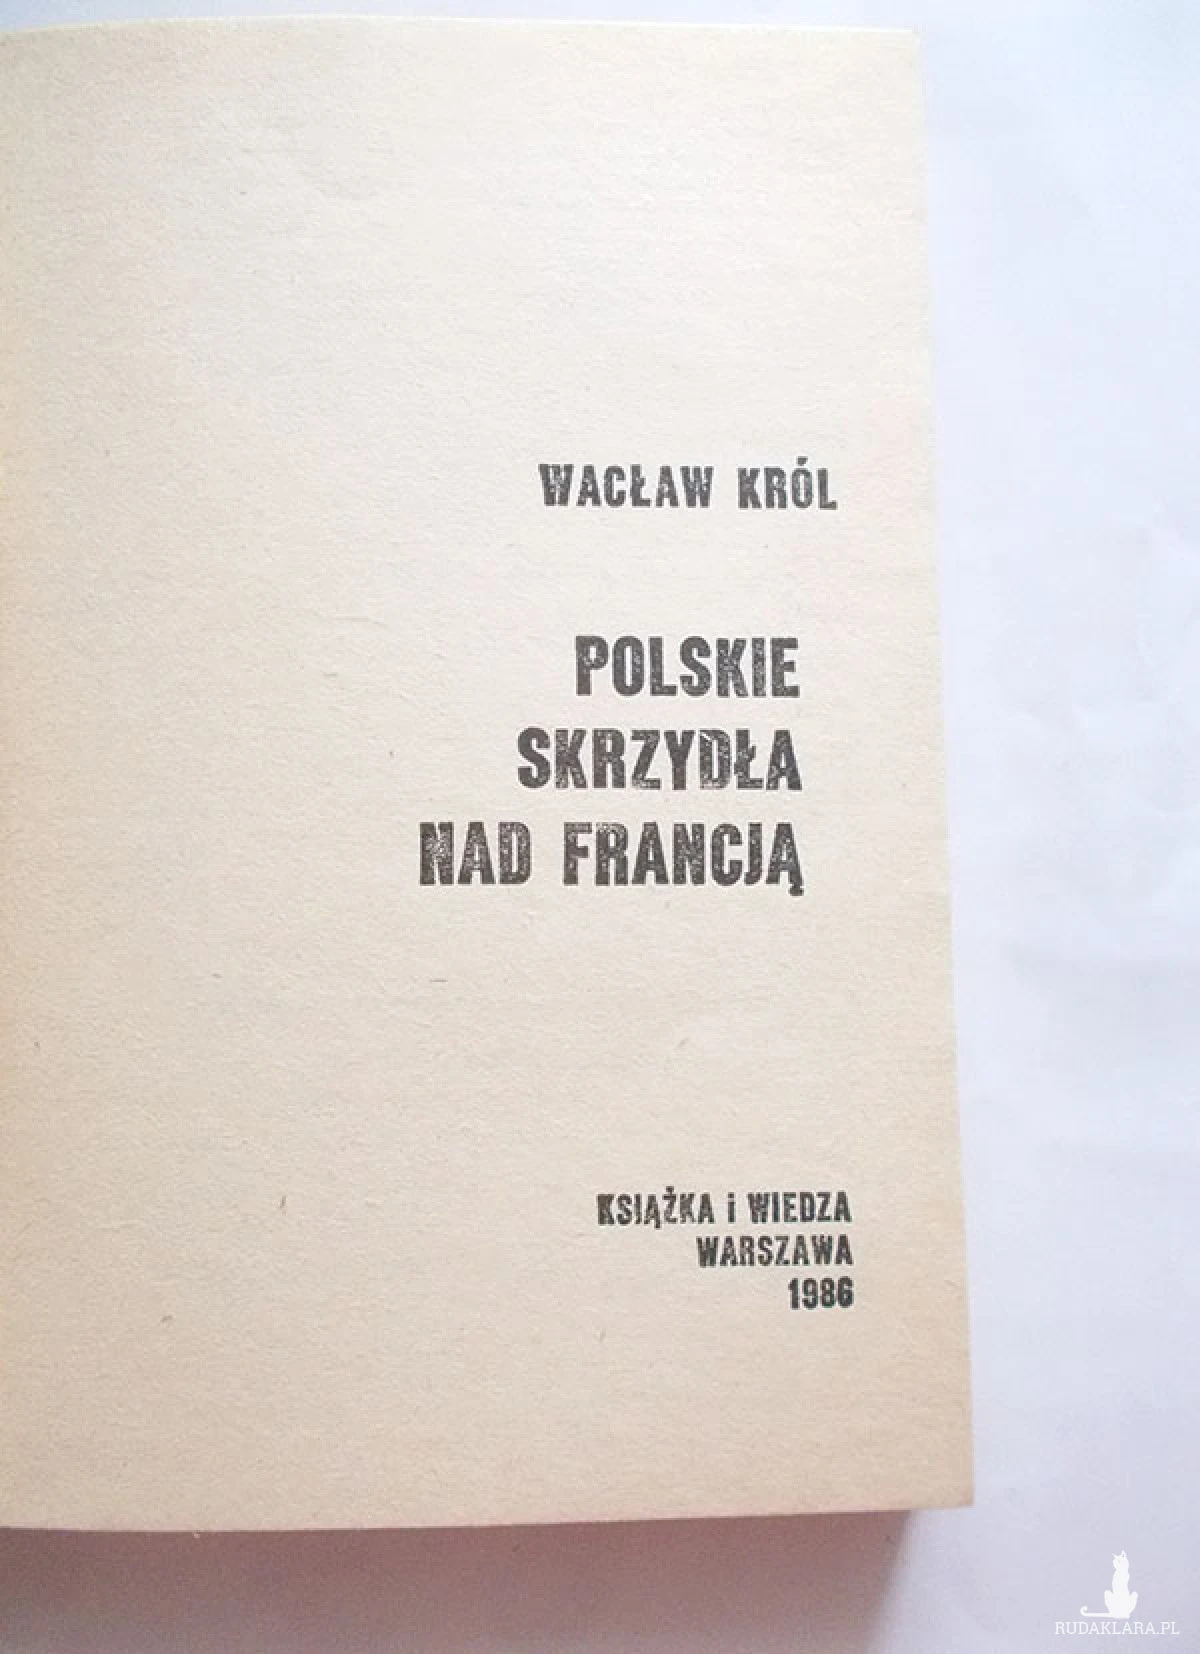 WACŁAW KRÓL
POLSKIE
SKRZYDŁA
NAD FRANCJĄ
KSIĄŻKA i WIEDZA
WARSZAWA
1986
RUDAKLARA.PL